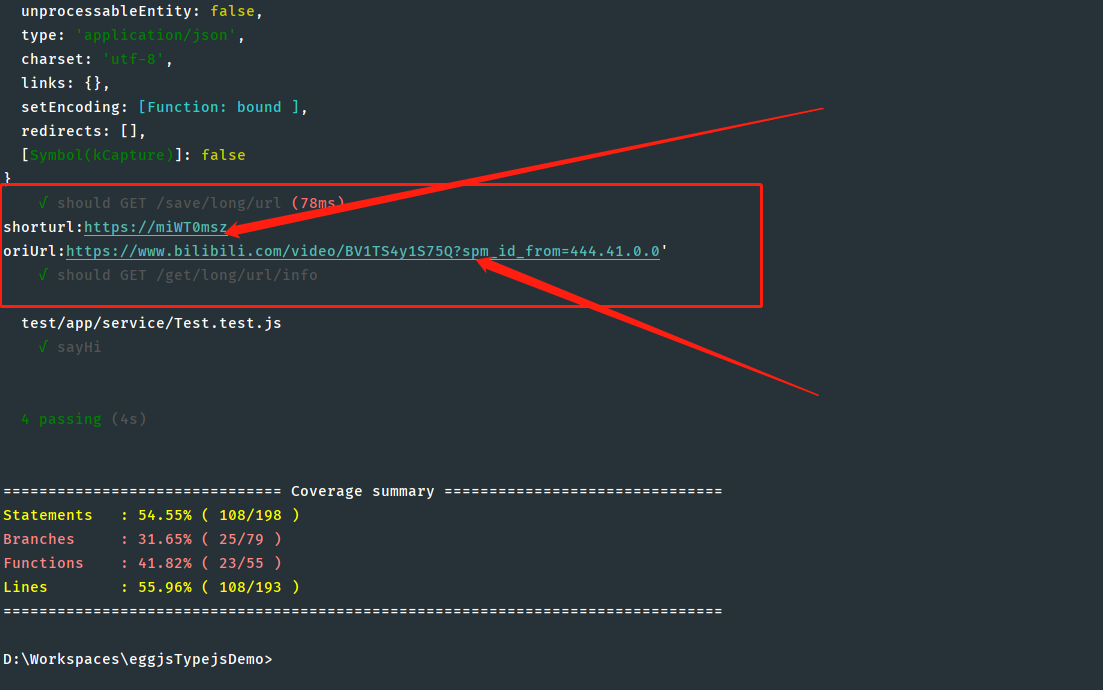 unprocessableEntity: false,
type: 'application/json',
charset: 'utf-8',
links: {},
setEncoding: [Function: bound ],
redirects: [],
[Symbol(kCapture)]: false
}
√ should GET /save/long/url (78ms)
shorturl:https://miWT0msz
oriUrl:https://www.bilibili.com/video/BV1TS4y1S75Q?spm_id_from=444.41.0.0'
√ should GET /get/long/url/info
test/app/service/Test.test.js
√ sayHi
4 passing (4s)
=============================== Coverage summary ===============================
Statements   : 54.55% ( 108/198 )
Branches     : 31.65% ( 25/79 )
Functions    : 41.82% ( 23/55 )
Lines        : 55.96% ( 108/193 )
================================================================================
D:\Workspaces\eggjsTypejsDemo>